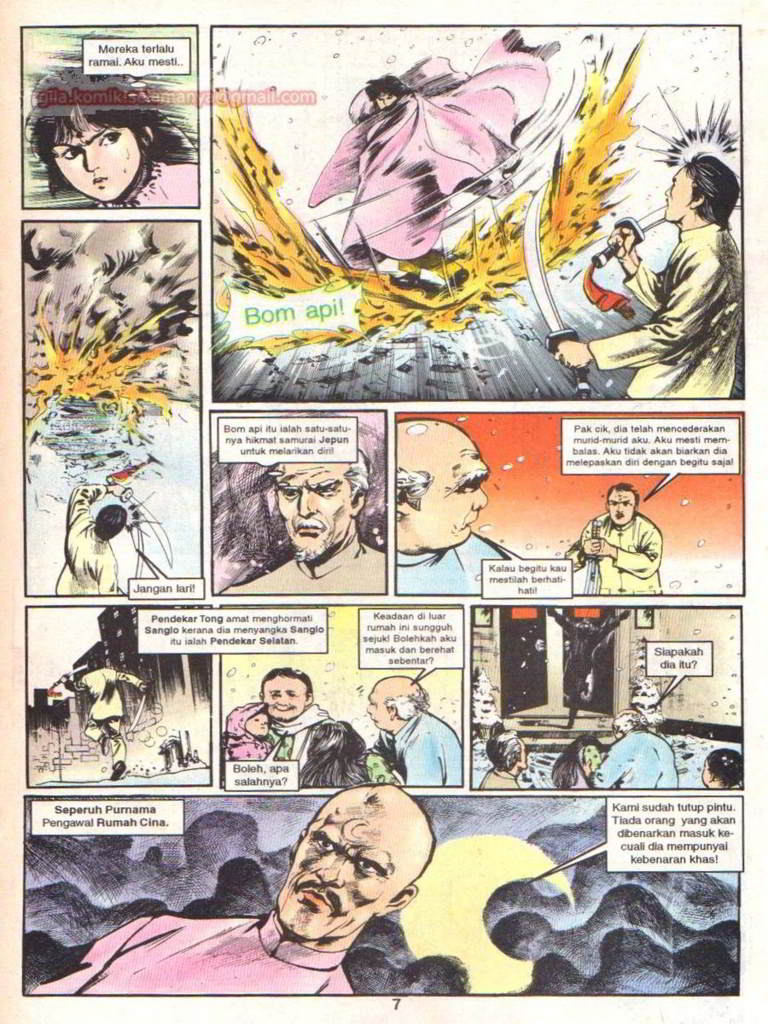 Mereka terlalu
ramai. Aku mesti..
gila.komik.selamanya@gmail.com
Bom api!
Jangan lari!
Bom api itu ialah satu-satu-
nya hikmat samurai Jepun
untuk melarikan diri!
Pak cik, dia telah mencederakan
murid-murid aku. Aku mesti mem-
balas. Aku tidak akan biarkan dia
melepaskan diri dengan begitu saja!
Kalau begitu kau
mestilah berhati-
hati!
Pendekar Tong amat menghormati
Sanglo kerana dia menyangka Sanglo
itu ialah Pendekar Selatan.
Keadaan di luar
rumah ini sungguh
sejuk! Bolehkah aku
masuk dan berehat
sebentar?
Boleh, apa
salahnya?
Siapakah
dia itu?
Seperuh Purnama
Pengawal Rumah Cina.
Kami sudah tutup pintu.
Tiada orang yang akan
dibenarkan masuk ke-
cuali dia mempunyai
kebenaran khas!
7